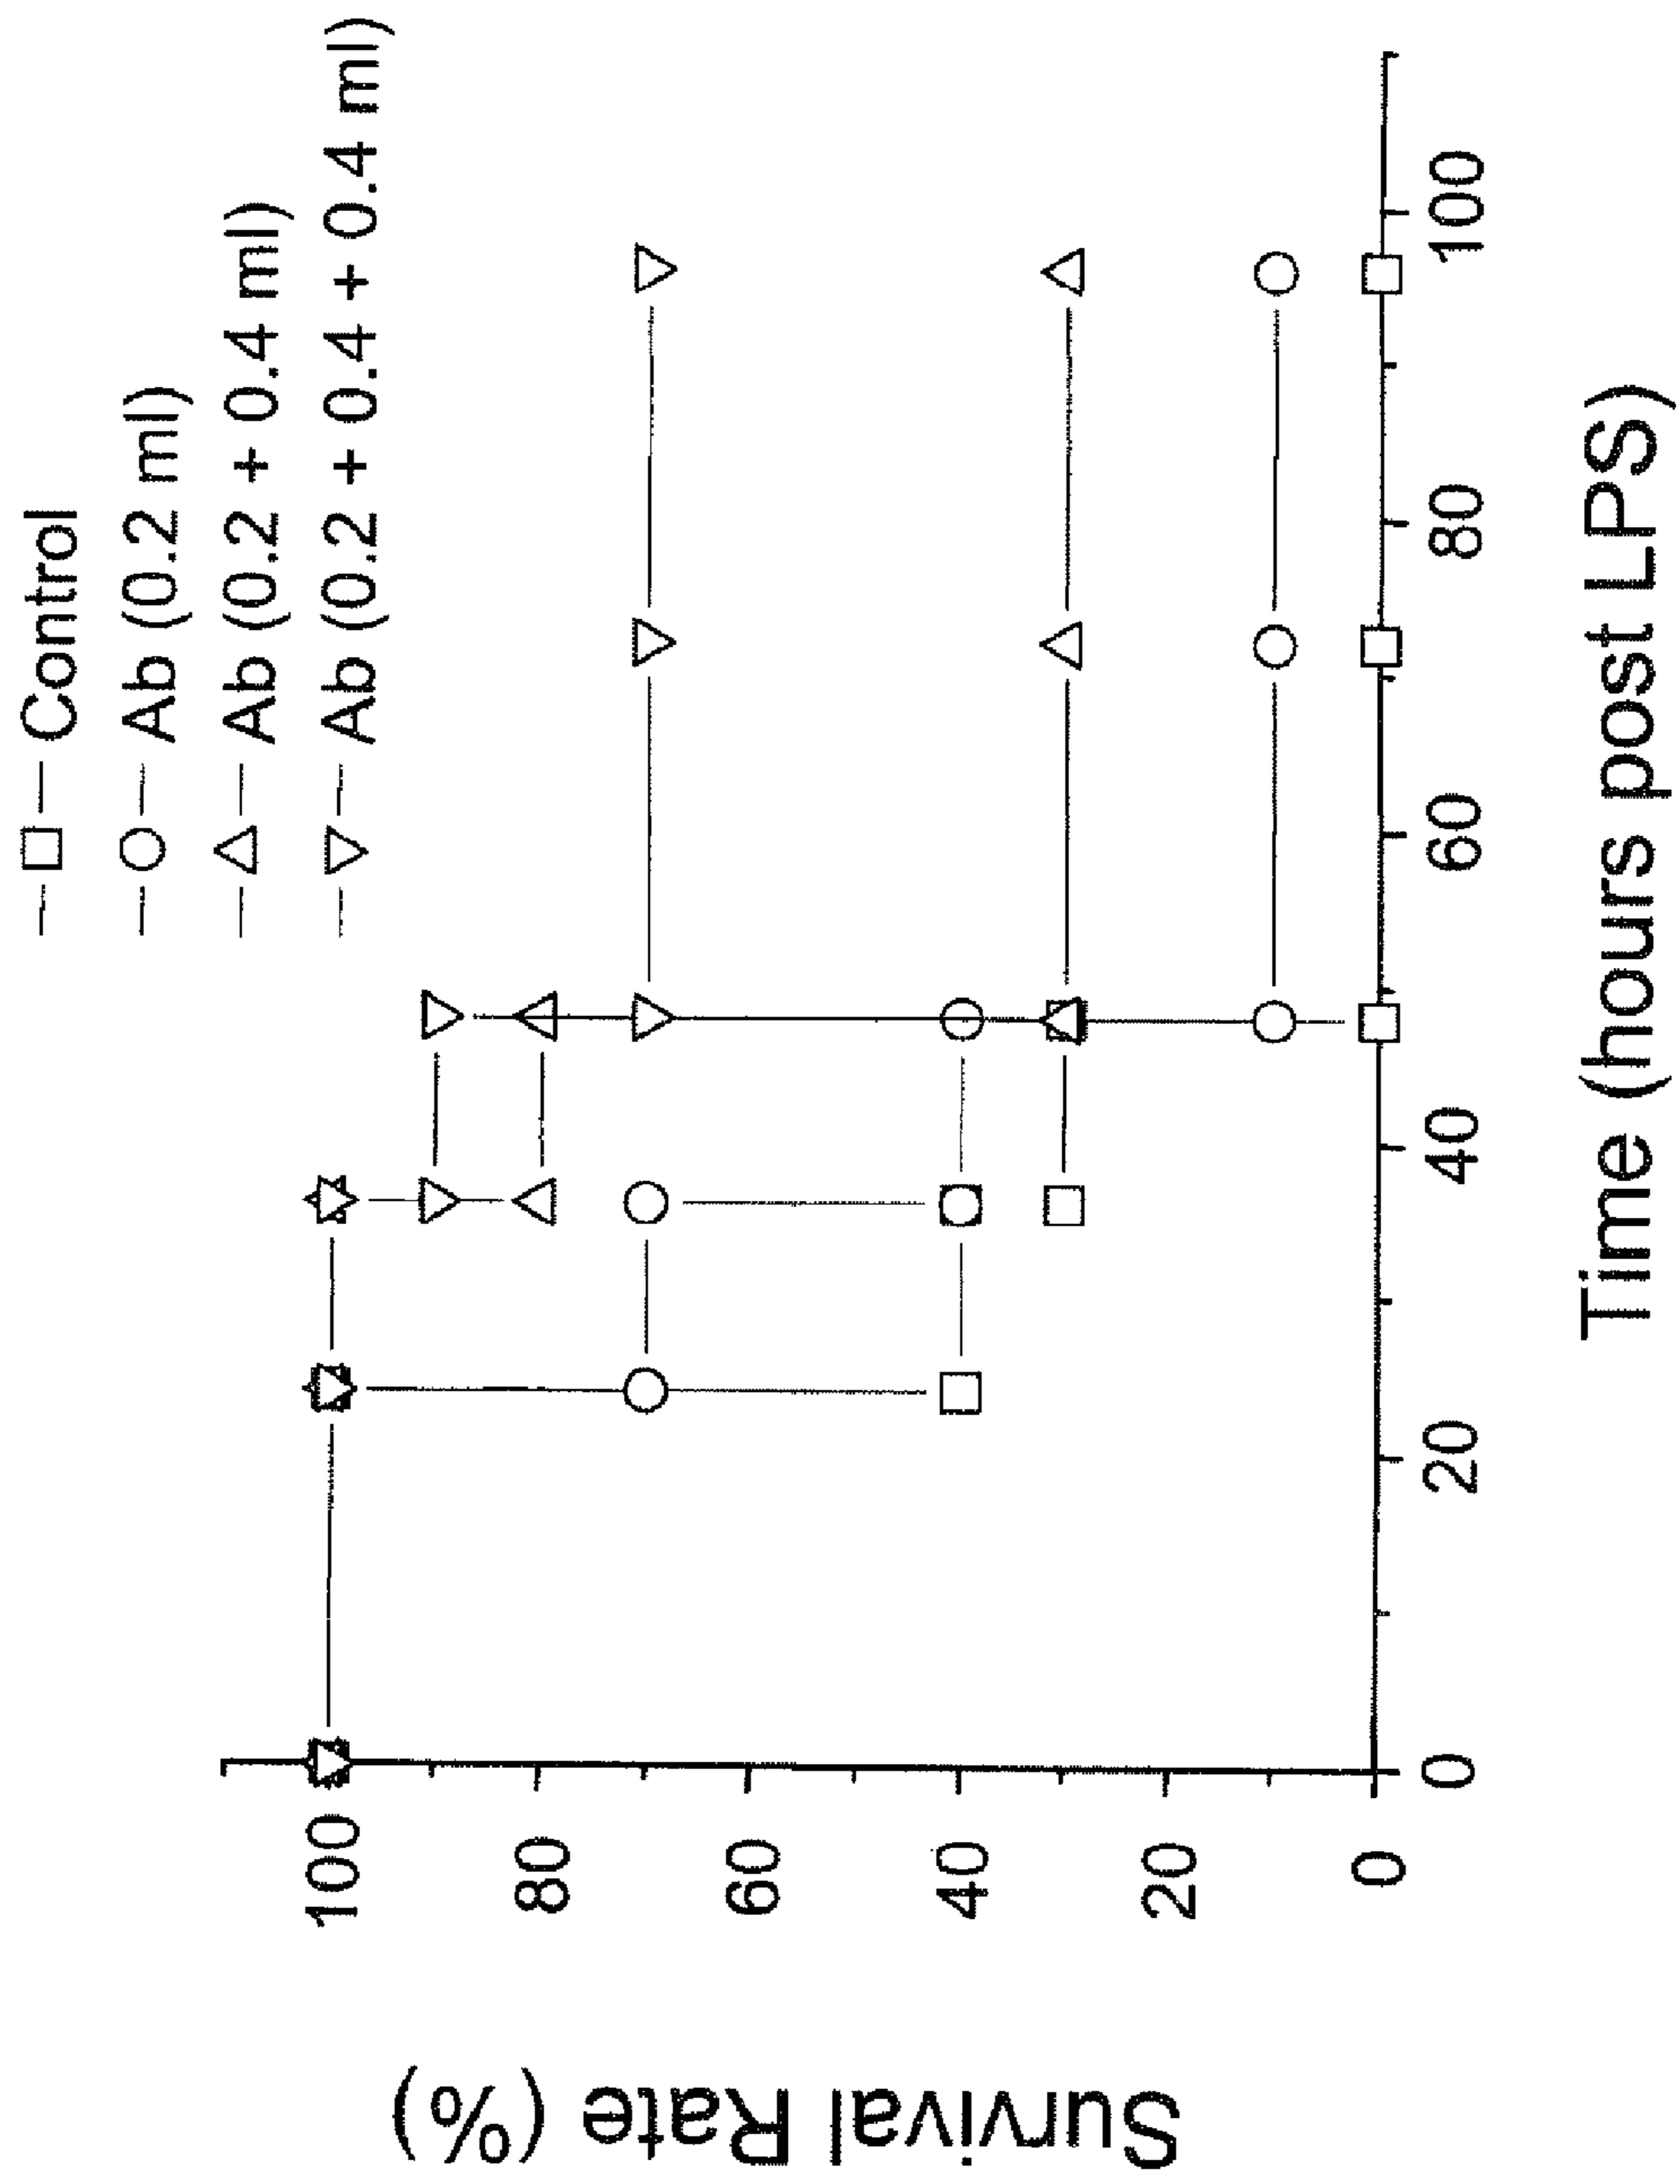 Control
Ab (0.2 ml)
Ab (0.2 + 0.4 ml)
Ab (0.2 + 0.4 + 0.4 ml)
Survival Rate (%)
100
80
60
40
20
0
0
20
40
60
80
100
Time (hours post LPS)